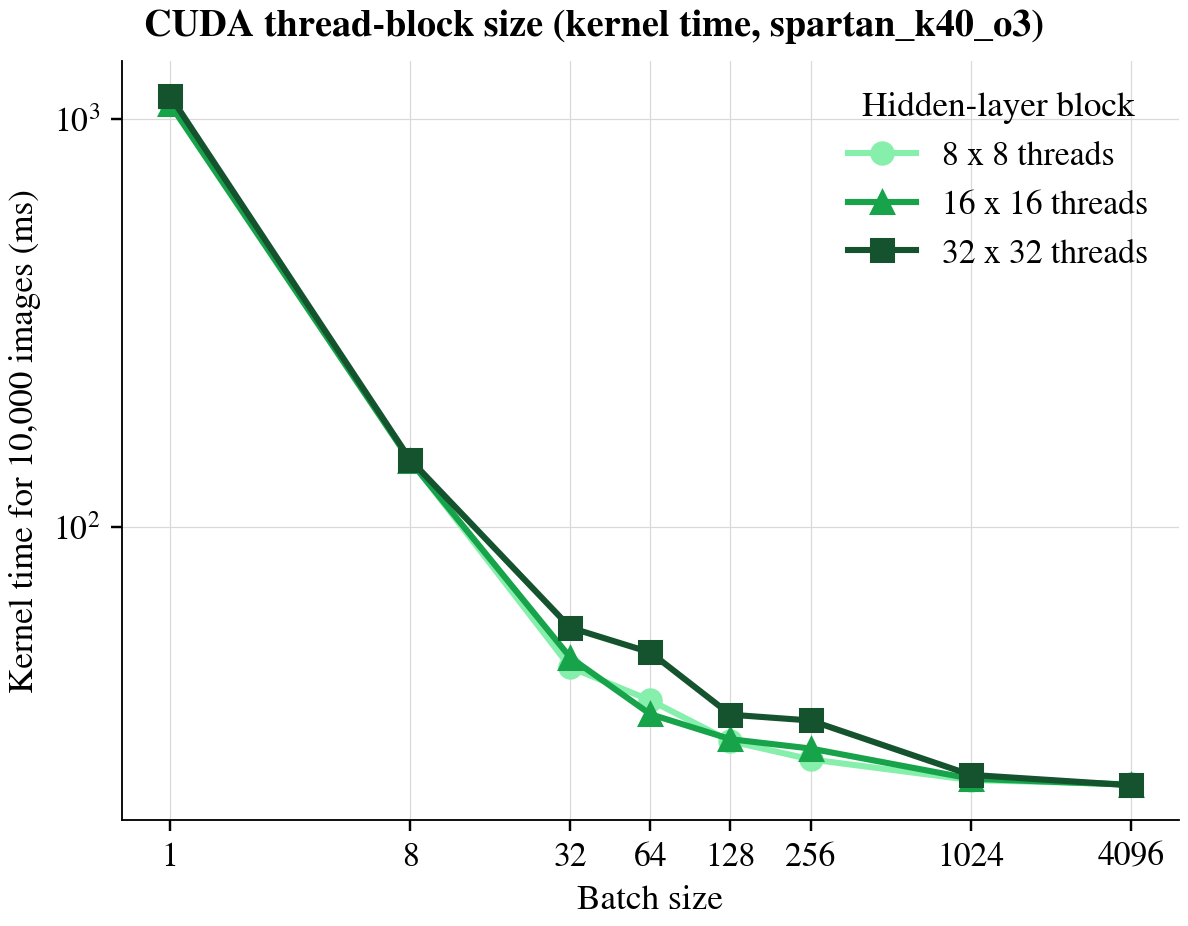 CUDA thread-block size (kernel time, spartan_k40_o3)
Kernel time for 10,000 images (ms)
10³
10²
Hidden-layer block
8 x 8 threads
16 x 16 threads
32 x 32 threads
1 8 32 64 128 256 1024 4096
Batch size